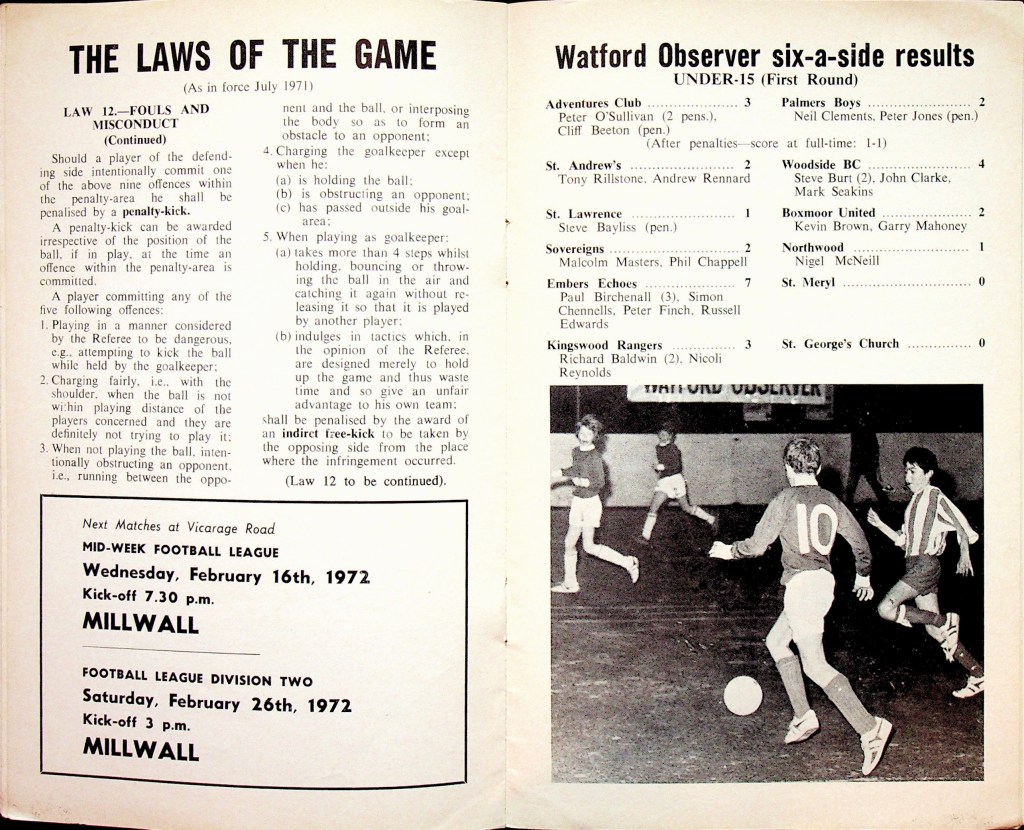 THE LAWS OF THE GAME
(As in force July 1971)
LAW 12.—FOULS AND
MISCONDUCT
(Continued)
Should a player of the defend-
ing side intentionally commit one
of the above nine offences within
the penalty-area he shall be
penalised by a penalty-kick.
A penalty-kick can be awarded
irrespective of the position of the
ball, if in play, at the time an
offence within the penalty-area is
committed.
A player committing any of the
five following offences:
1. Playing in a manner considered
by the Referee to be dangerous,
e.g., attempting to kick the ball
while held by the goalkeeper;
2. Charging fairly, i.e., with the
shoulder, when the ball is not
within playing distance of the
players concerned and they are
definitely not trying to play it;
3. When not playing the ball, inten-
tionally obstructing an opponent,
i.e., running between the oppo-
nent and the ball, or interposing
the body so as to form an
obstacle to an opponent;
4. Charging the goalkeeper except
when he:
(a) is holding the ball;
(b) is obstructing an opponent;
(c) has passed outside his goal-
area;
5. When playing as goalkeeper:
(a) takes more than 4 steps whilst
holding, bouncing or throw-
ing the ball in the air and
catching it again without re-
leasing it so that it is played
by another player;
(b) indulges in tactics which, in
the opinion of the Referee,
are designed merely to hold
up the game and thus waste
time and so give an unfair
advantage to his own team;
shall be penalised by the award of
an indirct free-kick to be taken by
the opposing side from the place
where the infringement occurred.
(Law 12 to be continued).
Next Matches at Vicarage Road
MID-WEEK FOOTBALL LEAGUE
Wednesday, February 16th, 1972
Kick-off 7.30 p.m.
MILLWALL
FOOTBALL LEAGUE DIVISION TWO
Saturday, February 26th, 1972
Kick-off 3 p.m.
MILLWALL
Watford Observer six-a-side results
UNDER-15 (First Round)
Adventures Club ........................ 3 Palmers Boys ........................ 2
Peter O'Sullivan (2 pens.), Neil Clements, Peter Jones (pen.)
Cliff Beeton (pen.)
(After penalties—score at full-time: 1-1)
St. Andrew's ........................ 2 Woodside BC ........................ 4
Tony Rillstone, Andrew Rennard Steve Burt (2), John Clarke,
Mark Seakins
St. Lawrence ........................ 1 Boxmoor United ........................ 2
Steve Bayliss (pen.) Kevin Brown, Garry Mahoney
Sovereigns ........................ 2 Northwood ........................ 1
Malcolm Masters, Phil Chappell Nigel McNeill
Embers Echoes ........................ 7 St. Meryl ........................ 0
Paul Birchenall (3), Simon
Chennells, Peter Finch, Russell
Edwards
Kingswood Rangers ................ 3 St. George's Church ................ 0
Richard Baldwin (2), Nicoli
Reynolds
WATFORD OBSERVER
10